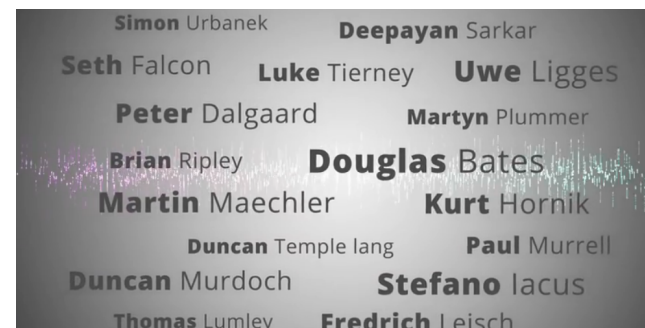 Simon Urbanek
Deepayan Sarkar
Seth Falcon
Luke Tierney
Uwe Ligges
Peter Dalgaard
Martyn Plummer
Brian Ripley
Douglas Bates
Martin Maechler
Kurt Hornik
Duncan Temple lang
Paul Murrell
Duncan Murdoch
Stefano Iacus
Thomas Lumley
Fredrich Leisch